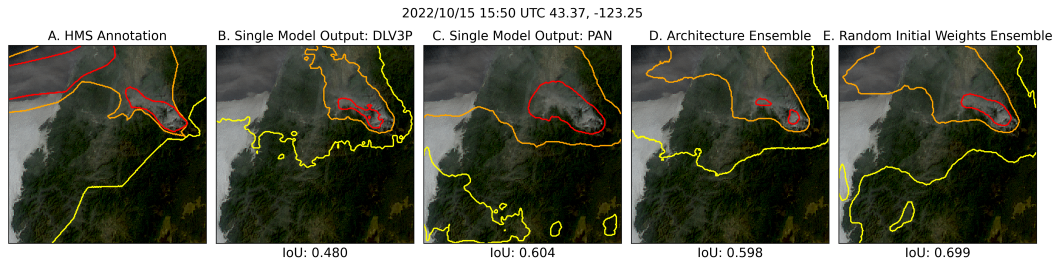 2022/10/15 15:50 UTC 43.37, -123.25
A. HMS Annotation
B. Single Model Output: DLV3P
C. Single Model Output: PAN
D. Architecture Ensemble
E. Random Initial Weights Ensemble
IoU: 0.480
IoU: 0.604
IoU: 0.598
IoU: 0.699